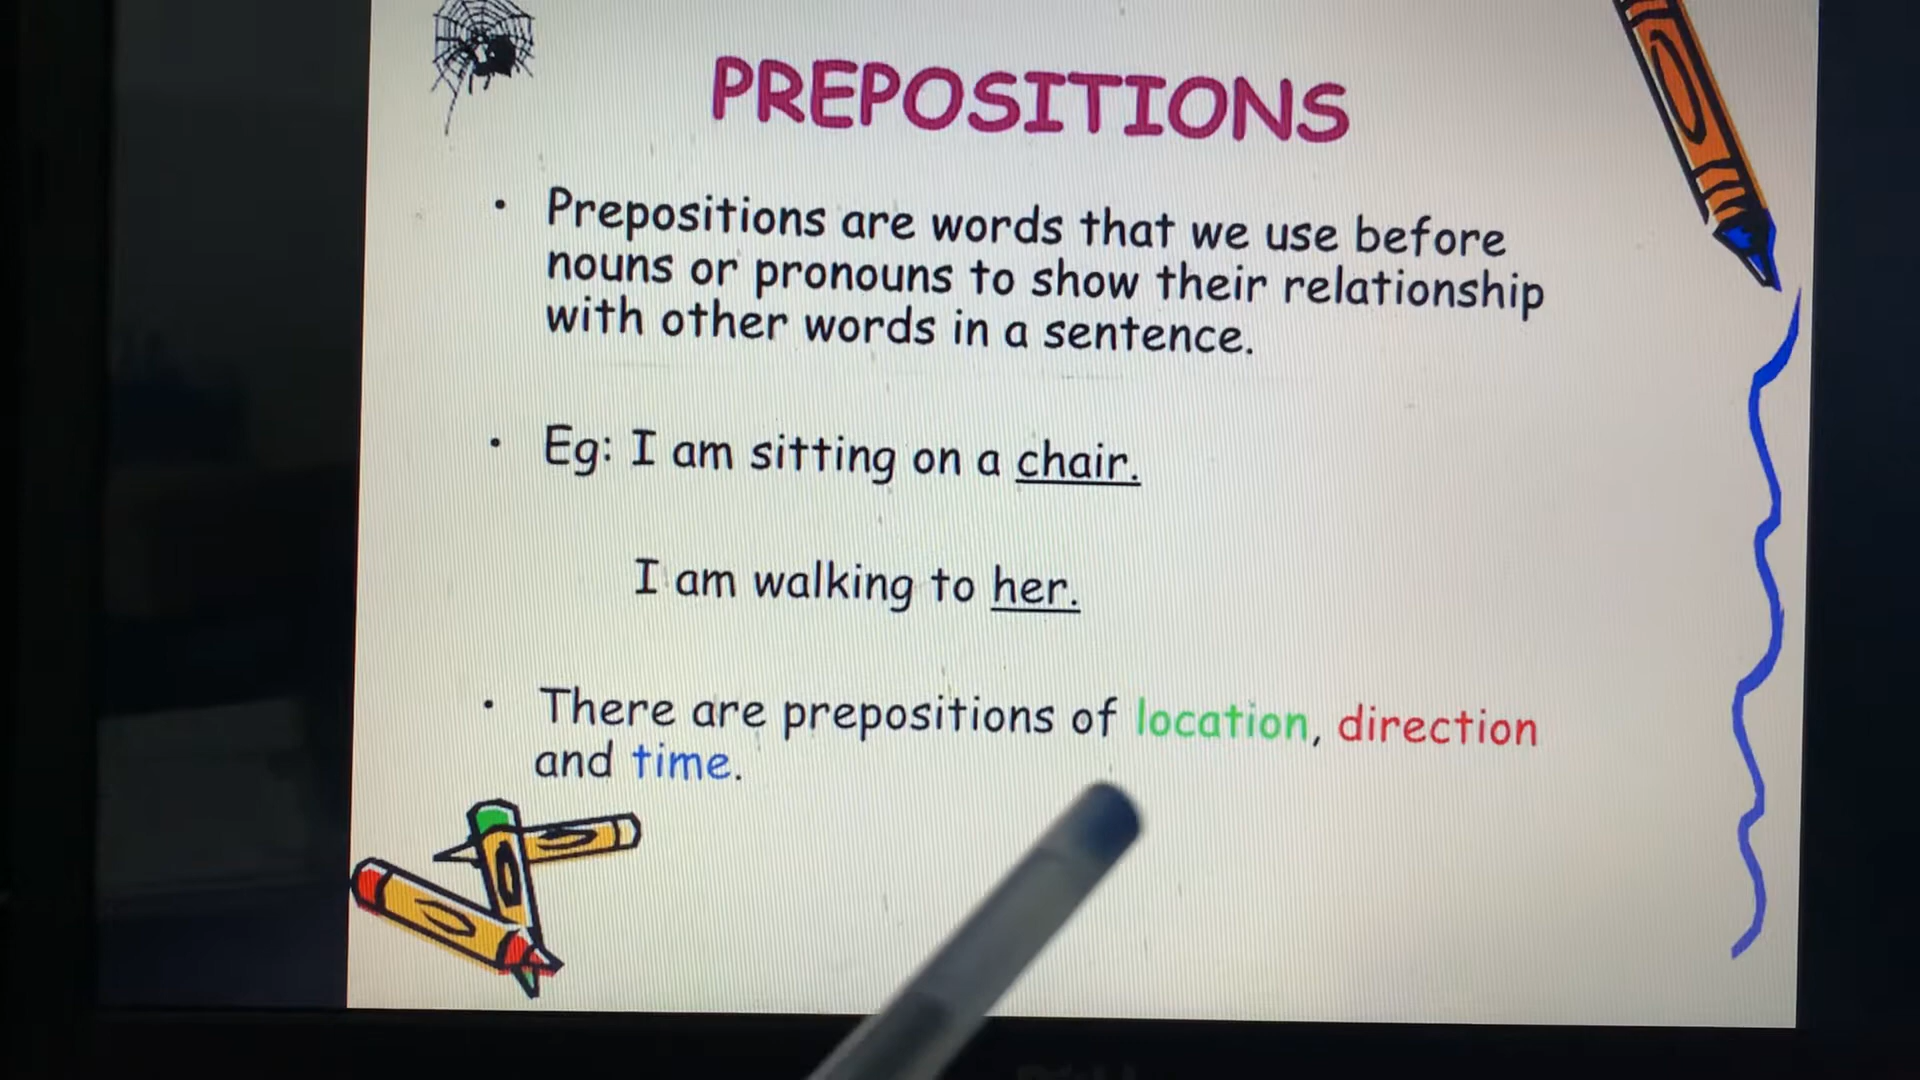 PREPOSITIONS
• Prepositions are words that we use before
nouns or pronouns to show their relationship
with other words in a sentence.
• Eg: I am sitting on a chair.
I am walking to her.
• There are prepositions of location, direction
and time.